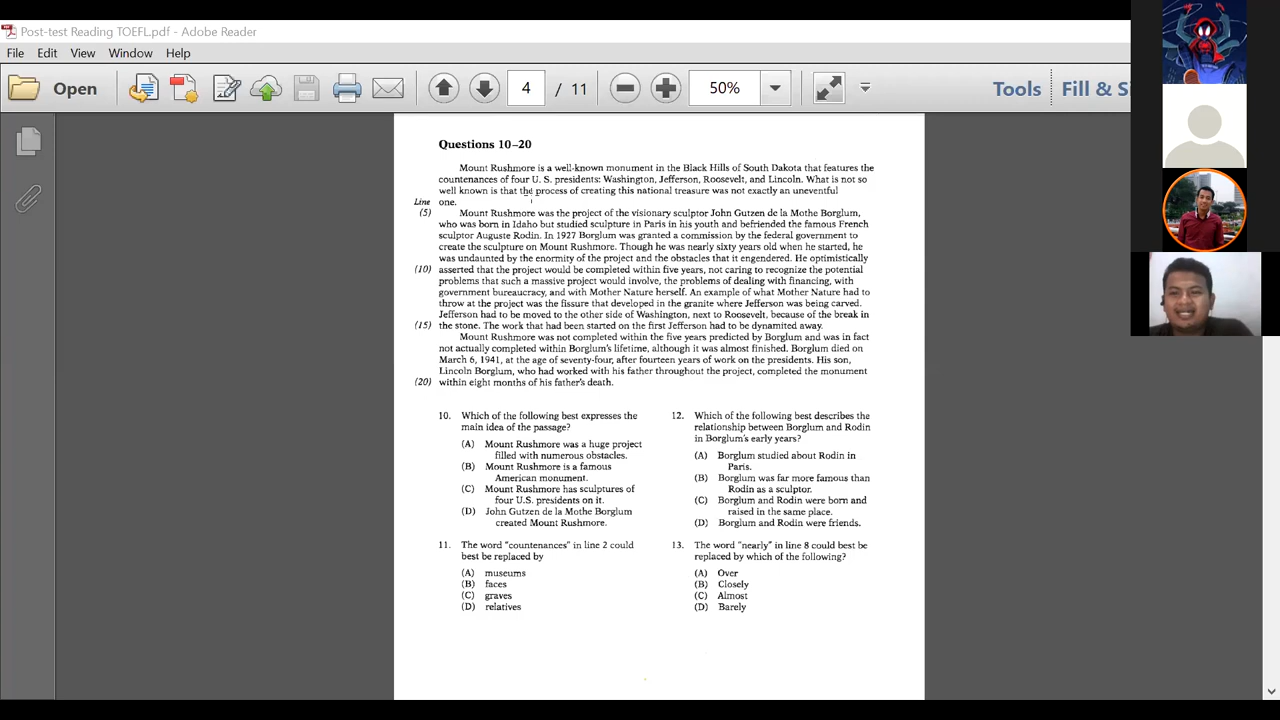 Post-test Reading TOEFL.pdf - Adobe Reader
File Edit View Window Help
Open 4 / 11 50% Tools Fill & Si
Questions 10–20
Mount Rushmore is a well-known monument in the Black Hills of South Dakota that features the
countenances of four U. S. presidents: Washington, Jefferson, Roosevelt, and Lincoln. What is not so
well known is that the process of creating this national treasure was not exactly an uneventful
Line one.
(5) Mount Rushmore was the project of the visionary sculptor John Gutzen de la Mothe Borglum,
who was born in Idaho but studied sculpture in Paris in his youth and befriended the famous French
sculptor Auguste Rodin. In 1927 Borglum was granted a commission by the federal government to
create the sculpture on Mount Rushmore. Though he was nearly sixty years old when he started, he
was undaunted by the enormity of the project and the obstacles that it engendered. He optimistically
(10) asserted that the project would be completed within five years, not caring to recognize the potential
problems that such a massive project would involve, the problems of dealing with financing, with
government bureaucracy, and with Mother Nature herself. An example of what Mother Nature had to
throw at the project was the fissure that developed in the granite where Jefferson was being carved.
Jefferson had to be moved to the other side of Washington, next to Roosevelt, because of the break in
(15) the stone. The work that had been started on the first Jefferson had to be dynamited away.
Mount Rushmore was not completed within the five years predicted by Borglum and was in fact
not actually completed within Borglum's lifetime, although it was almost finished. Borglum died on
March 6, 1941, at the age of seventy-four, after fourteen years of work on the presidents. His son,
Lincoln Borglum, who had worked with his father throughout the project, completed the monument
(20) within eight months of his father's death.
10. Which of the following best expresses the
main idea of the passage?
(A) Mount Rushmore was a huge project
filled with numerous obstacles.
(B) Mount Rushmore is a famous
American monument.
(C) Mount Rushmore has sculptures of
four U.S. presidents on it.
(D) John Gutzen de la Mothe Borglum
created Mount Rushmore.
11. The word "countenances" in line 2 could
best be replaced by
(A) museums
(B) faces
(C) graves
(D) relatives
12. Which of the following best describes the
relationship between Borglum and Rodin
in Borglum's early years?
(A) Borglum studied about Rodin in
Paris.
(B) Borglum was far more famous than
Rodin as a sculptor.
(C) Borglum and Rodin were born and
raised in the same place.
(D) Borglum and Rodin were friends.
13. The word "nearly" in line 8 could best be
replaced by which of the following?
(A) Over
(B) Closely
(C) Almost
(D) Barely